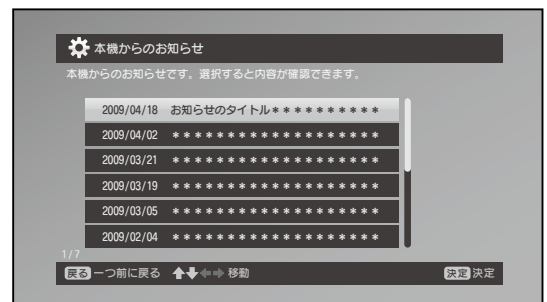 本機からのお知らせ
本機からのお知らせです。選択すると内容が確認できます。
2009/04/18 お知らせのタイトル＊＊＊＊＊＊＊＊＊＊
2009/04/02 ＊＊＊＊＊＊＊＊＊＊＊＊＊＊＊＊＊＊＊
2009/03/21 ＊＊＊＊＊＊＊＊＊＊＊＊＊＊＊＊＊＊＊
2009/03/19 ＊＊＊＊＊＊＊＊＊＊＊＊＊＊＊＊＊＊＊
2009/03/05 ＊＊＊＊＊＊＊＊＊＊＊＊＊＊＊＊＊＊＊
2009/02/04 ＊＊＊＊＊＊＊＊＊＊＊＊＊＊＊＊＊＊＊
1/7
戻る 一つ前に戻る 移動 決定 決定